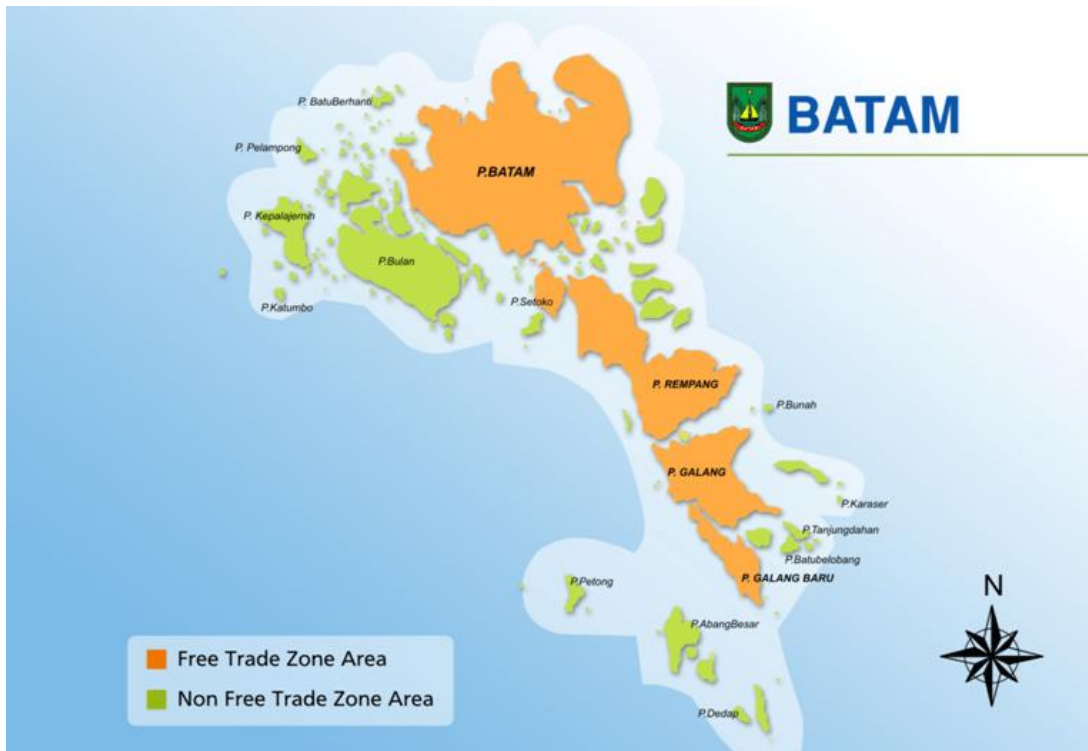 BATAM
P. BatuBerhanti
P. Pelampong
P.BATAM
P. Kepalajernih
P.Bulan
P.Katumbo
P.Setoko
P. REMPANG
P.Bunah
P. GALANG
P.Karaser
P.Tanjungdahan
P.Batubelobang
P. GALANG BARU
P.Petong
P.AbangBesar
P.Dedap
N
Free Trade Zone Area
Non Free Trade Zone Area